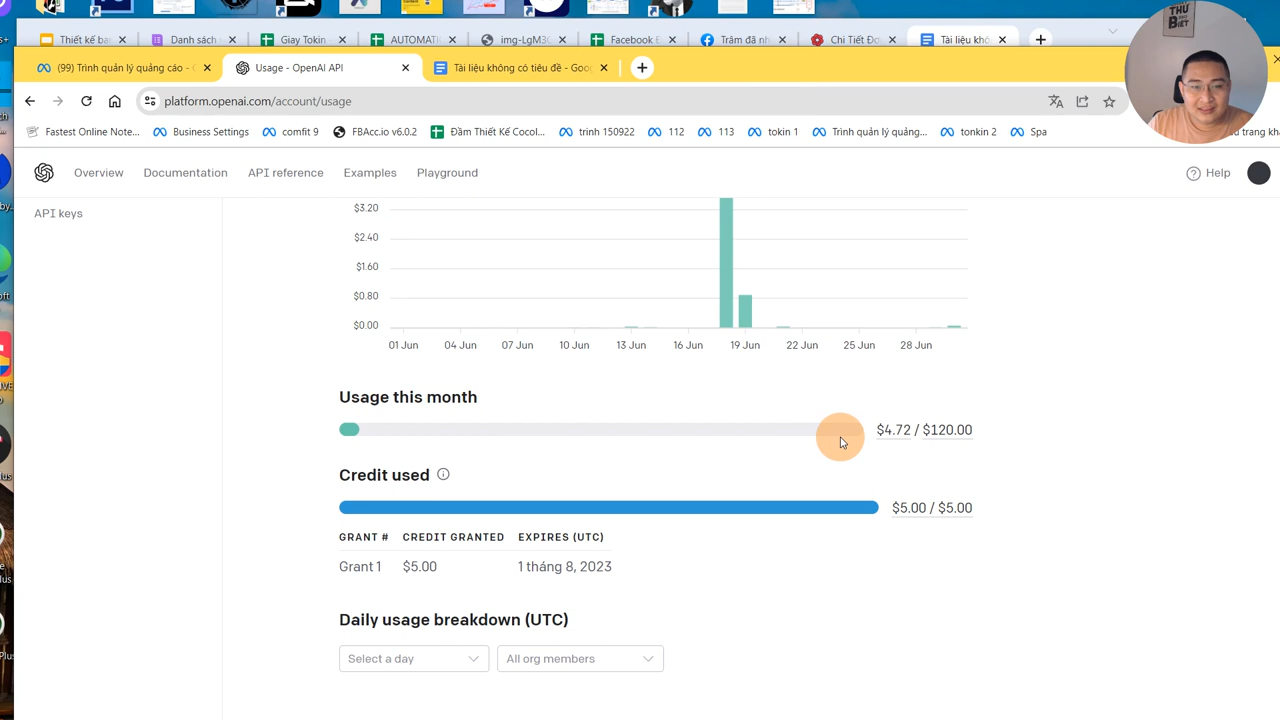 THỨ
BIẾT
Thiết kế ba
Danh sách
Giay Tokin -
AUTOMATI
img-LgM3C
Facebook
Trâm đã nh
Chi Tiết Đo
Tài liệu khô
(99) Trình quản lý quảng cáo -
Usage - OpenAI API
Tài liệu không có tiêu đề - Goo
platform.openai.com/account/usage
Fastest Online Note...
Business Settings
comfit 9
FBAcc.io v6.0.2
Đầm Thiết Kế Cocol...
trinh 150922
112
113
tokin 1
Trình quản lý quảng...
tonkin 2
Spa
Overview
Documentation
API reference
Examples
Playground
Help
API keys
$3.20
$2.40
$1.60
$0.80
$0.00
01 Jun 04 Jun 07 Jun 10 Jun 13 Jun 16 Jun 19 Jun 22 Jun 25 Jun 28 Jun
Usage this month
$4.72 / $120.00
Credit used
$5.00 / $5.00
GRANT # CREDIT GRANTED EXPIRES (UTC)
Grant 1 $5.00 1 tháng 8, 2023
Daily usage breakdown (UTC)
Select a day
All org members